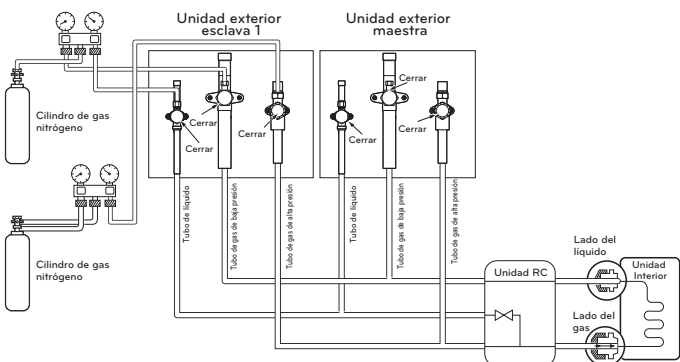 Unidad exterior
esclava 1
Unidad exterior
maestra
Cerrar
Cerrar
Cerrar
Cerrar
Cerrar
Cerrar
Cilindro de gas
nitrógeno
Cilindro de gas
nitrógeno
Tubo de líquido
Tubo de gas de baja presión
Tubo de gas de alta presión
Tubo de líquido
Tubo de gas de baja presión
Tubo de gas de alta presión
Unidad RC
Lado del
líquido
Unidad
Interior
Lado del
gas